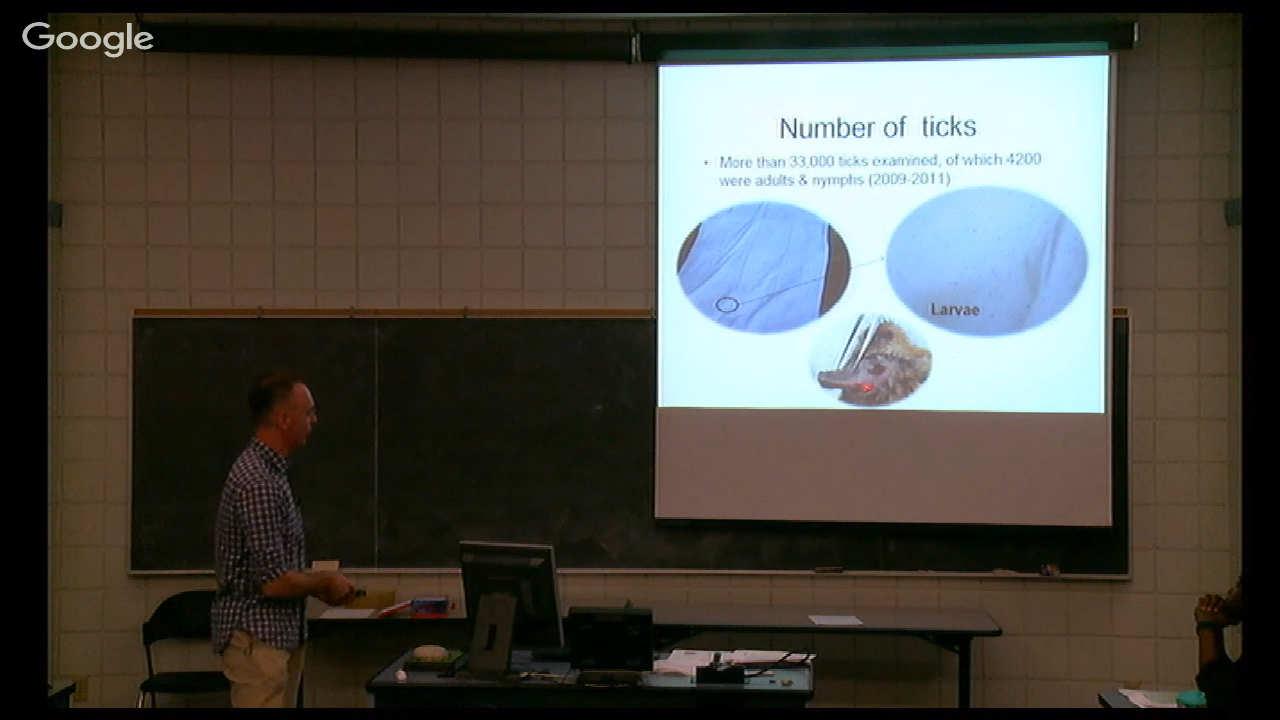 Google
Number of ticks
• More than 33,000 ticks examined, of which 4200
were adults & nymphs (2009-2011)
Larvae